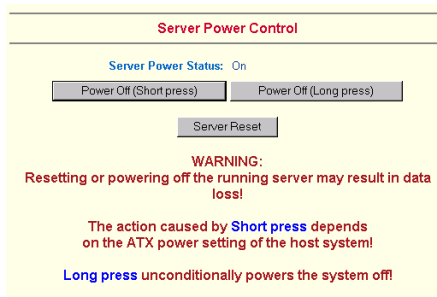 Server Power Control
Server Power Status: On
Power Off (Short press) Power Off (Long press)
Server Reset
WARNING:
Resetting or powering off the running server may result in data
loss!
The action caused by Short press depends
on the ATX power setting of the host system!
Long press unconditionally powers the system off!